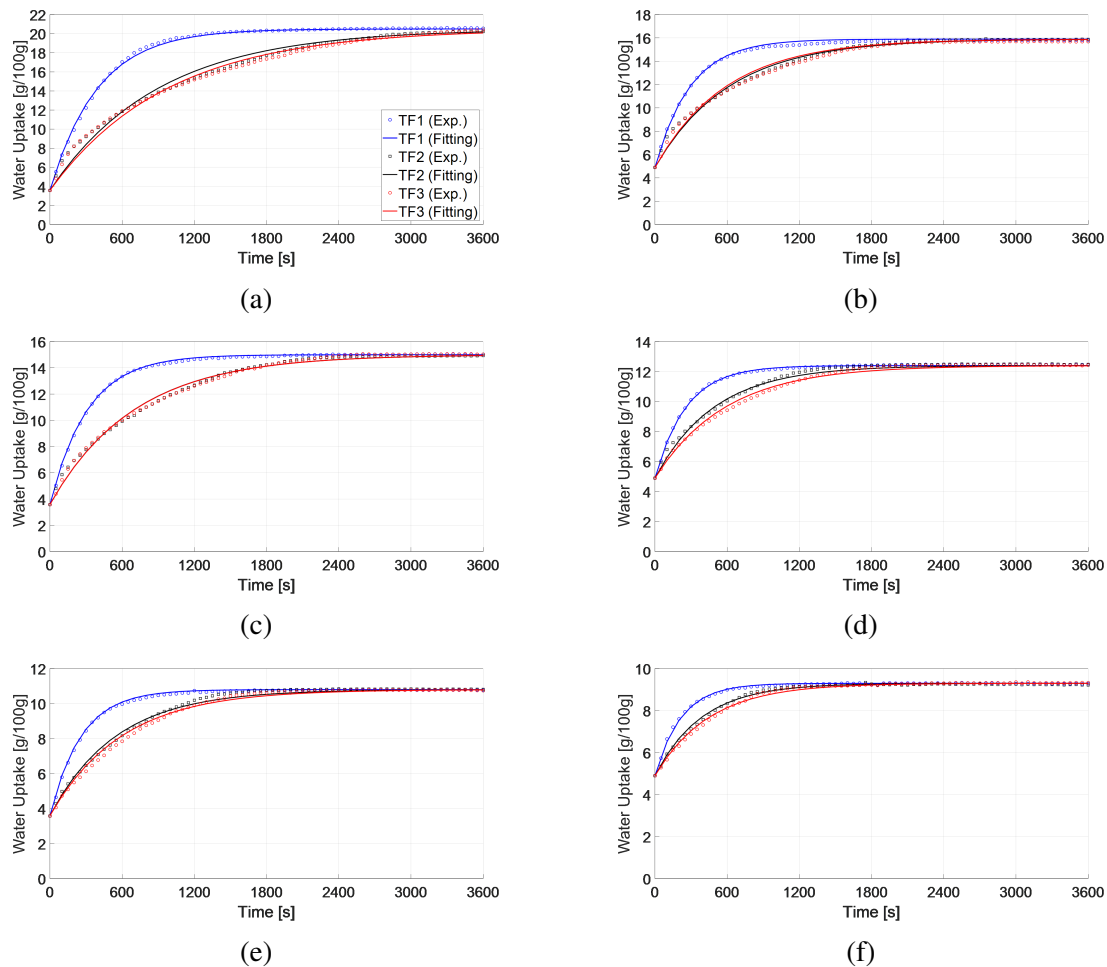 22
20
18
16
14
12
10
8
6
4
2
0
Water Uptake [g/100g]
TF1 (Exp.)
TF1 (Fitting)
TF2 (Exp.)
TF2 (Fitting)
TF3 (Exp.)
TF3 (Fitting)
0 600 1200 1800 2400 3000 3600
Time [s]
(a)
18
16
14
12
10
8
6
4
2
0
Water Uptake [g/100g]
0 600 1200 1800 2400 3000 3600
Time [s]
(b)
16
14
12
10
8
6
4
2
0
Water Uptake [g/100g]
0 600 1200 1800 2400 3000 3600
Time [s]
(c)
14
12
10
8
6
4
2
0
Water Uptake [g/100g]
0 600 1200 1800 2400 3000 3600
Time [s]
(d)
12
10
8
6
4
2
0
Water Uptake [g/100g]
0 600 1200 1800 2400 3000 3600
Time [s]
(e)
10
8
6
4
2
0
Water Uptake [g/100g]
0 600 1200 1800 2400 3000 3600
Time [s]
(f)